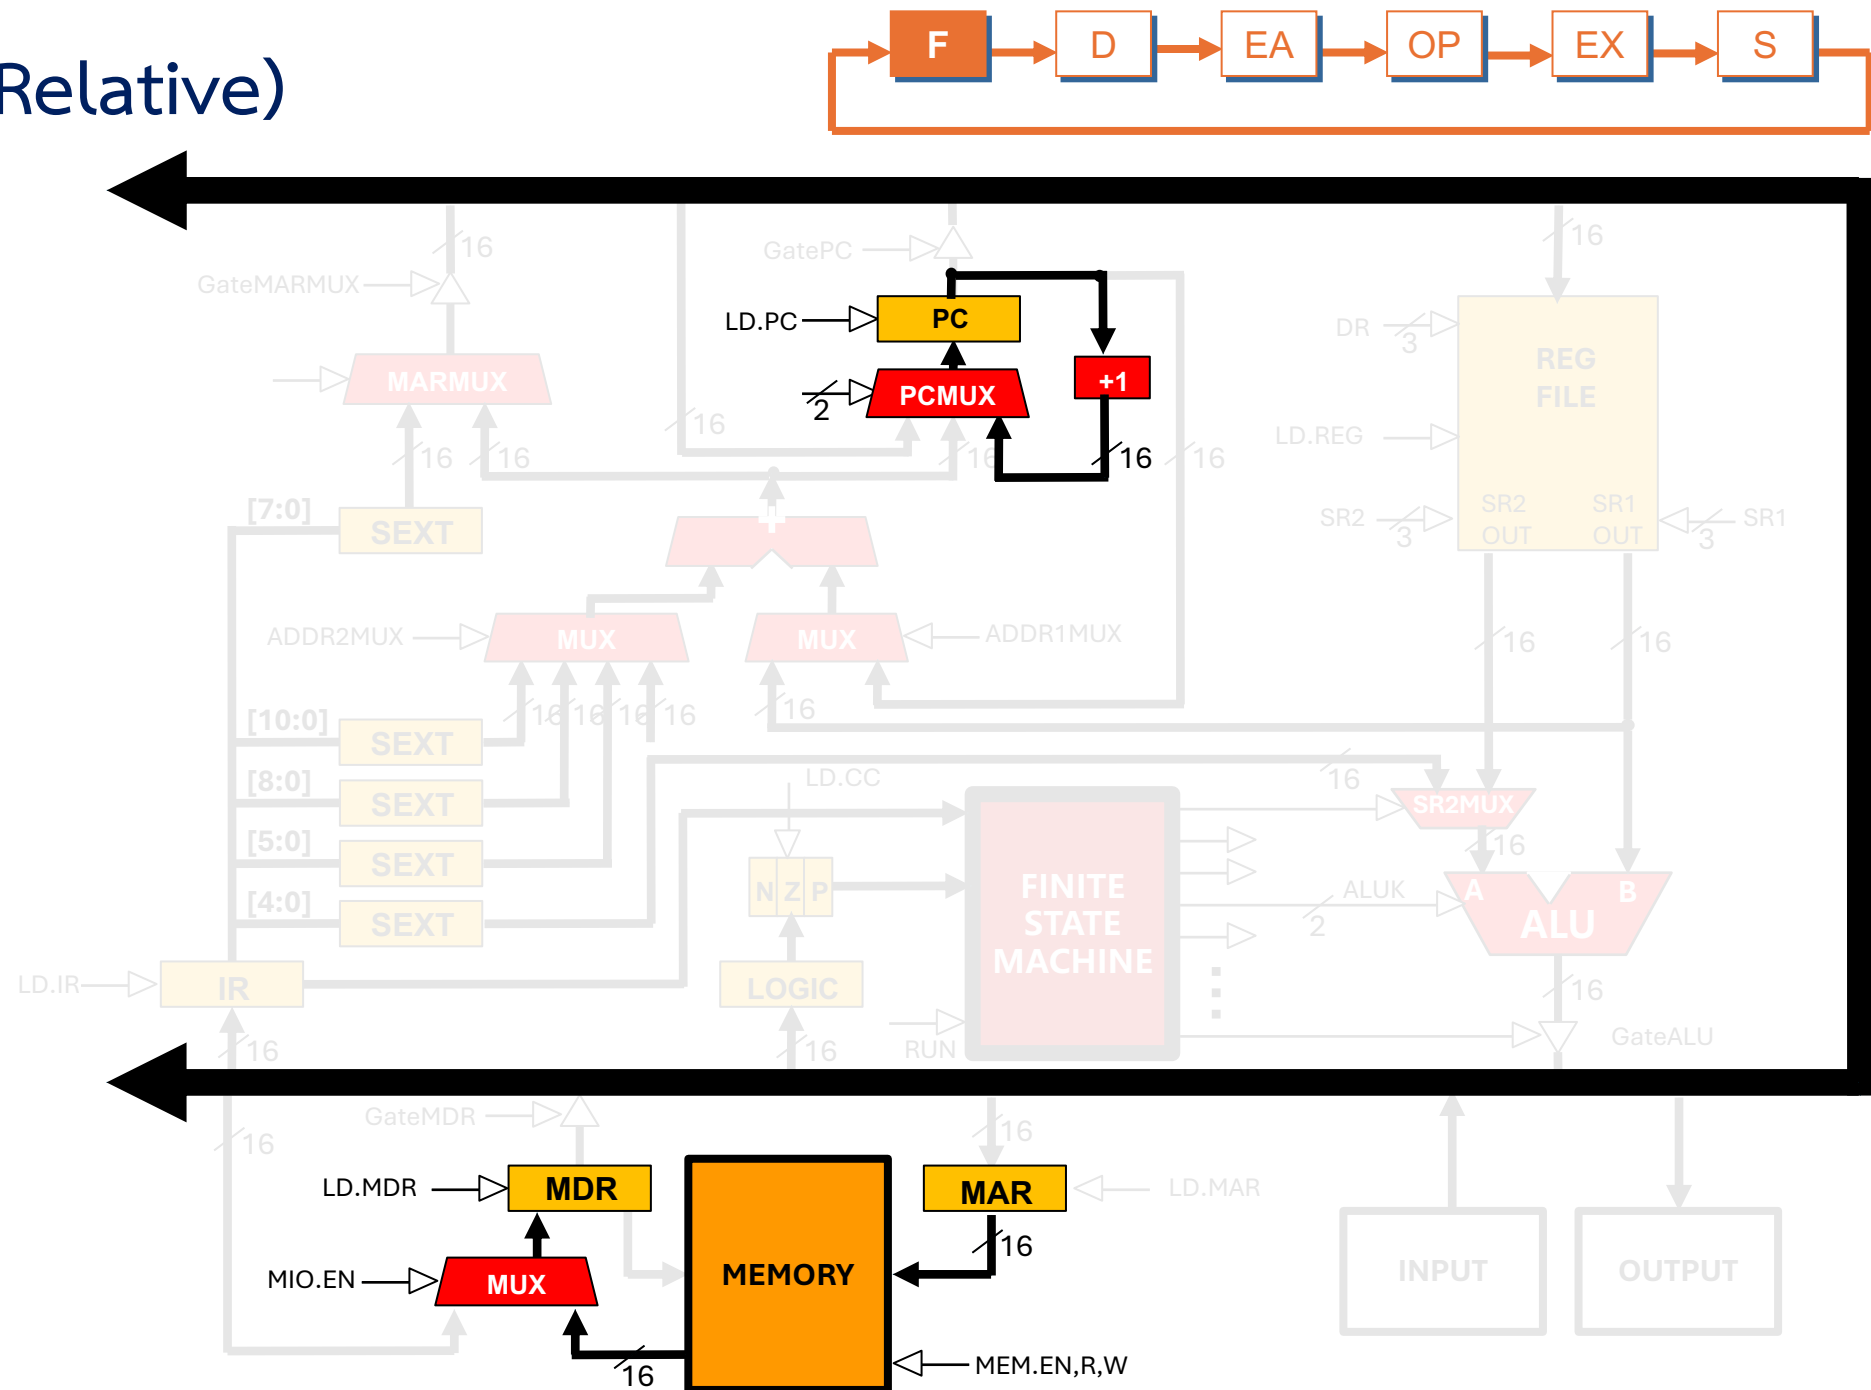 F D EA OP EX S
Relative)
16
GatePC
16
GateMARMUX
LD.PC
PC
DR
3
REG
FILE
MARMUX
+1
PCMUX
2
16
16
16
16
16
16
LD.REG
[7:0]
SEXT
+
SR2
3
SR2
OUT
SR1
OUT
3
SR1
ADDR2MUX
MUX
MUX
ADDR1MUX
16
16
16
16
16
16
16
[10:0]
SEXT
[8:0]
SEXT
LD.CC
16
SR2MUX
[5:0]
SEXT
16
N Z P
FINITE
STATE
MACHINE
ALUK
2
A
B
ALU
[4:0]
SEXT
LD.IR
IR
LOGIC
16
16
16
RUN
GateALU
GateMDR
16
16
LD.MDR
MDR
MAR
LD.MAR
16
MIO.EN
MUX
MEMORY
INPUT
OUTPUT
16
MEM.EN,R,W